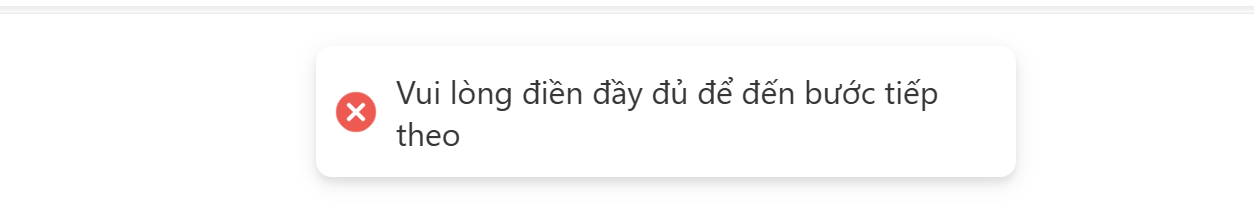 Vui lòng điền đầy đủ để đến bước tiếp
theo